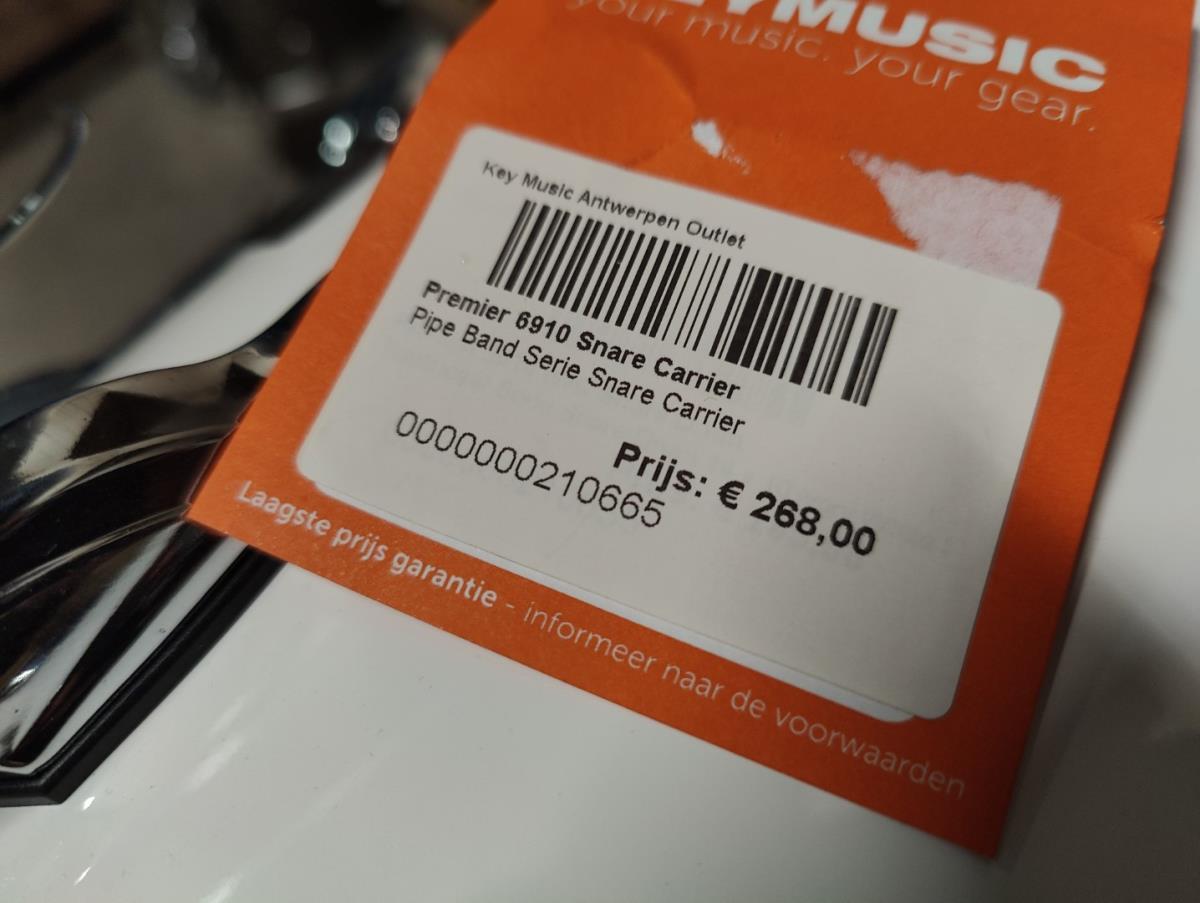 YMUSIC
your music. your gear.
Key Music Antwerpen Outlet
Premier 6910 Snare Carrier
Pipe Band Serie Snare Carrier
Prijs: € 268,00
0000000210665
Laagste prijs garantie - informeer naar de voorwaarden